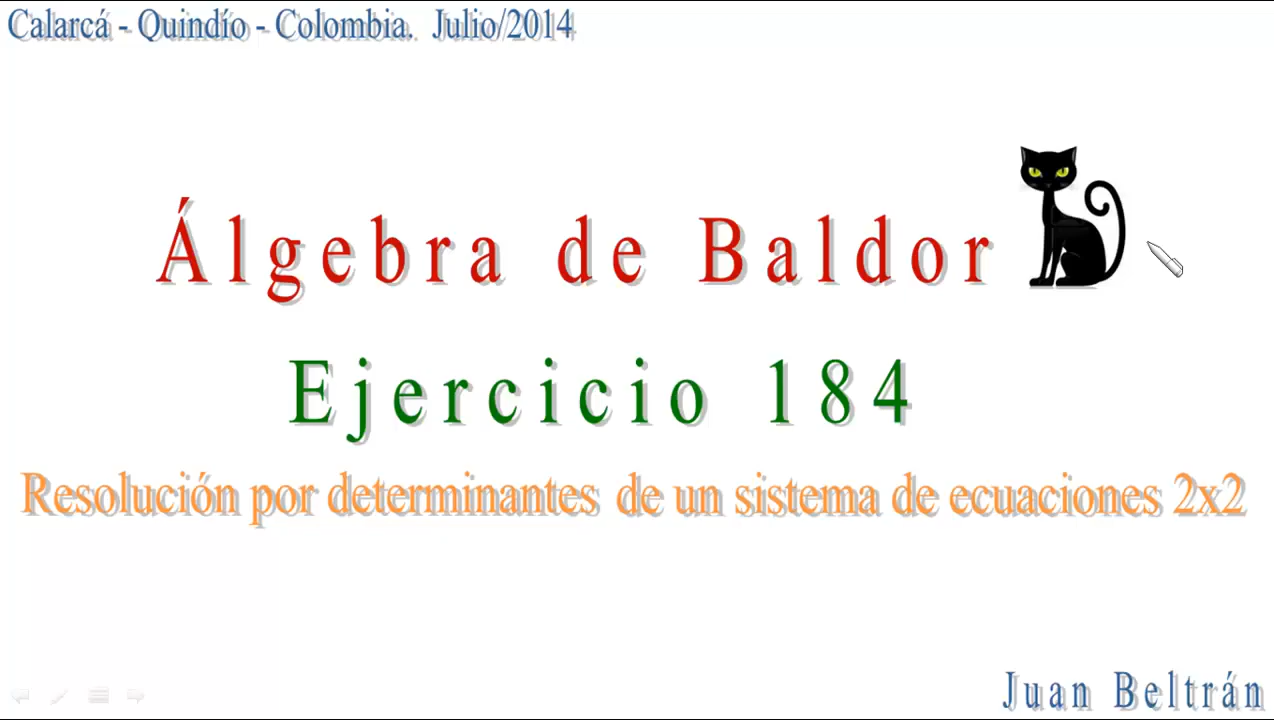 Calarcá - Quindío - Colombia. Julio/2014
Álgebra de Baldor
Ejercicio 184
Resolución por determinantes de un sistema de ecuaciones 2x2
Juan Beltrán